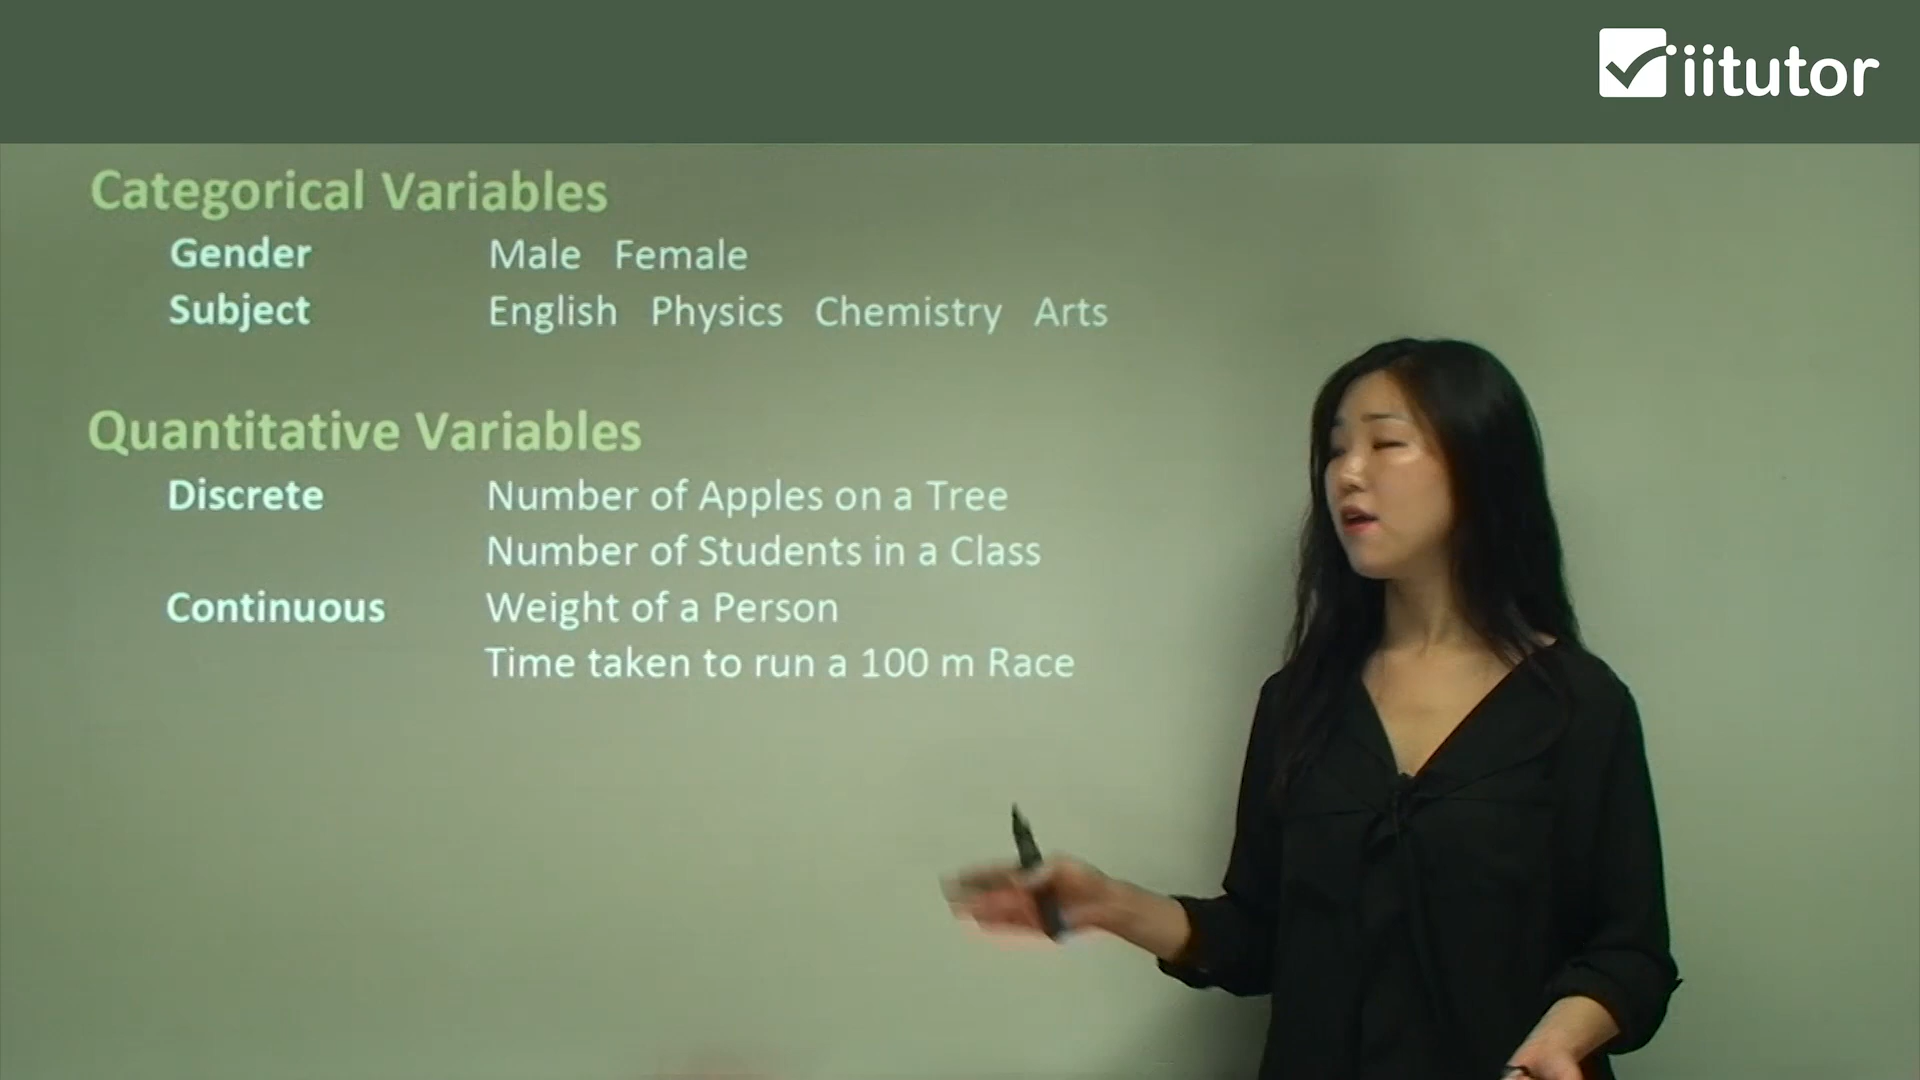 iitutor
Categorical Variables
Gender Male Female
Subject English Physics Chemistry Arts
Quantitative Variables
Discrete Number of Apples on a Tree
Number of Students in a Class
Continuous Weight of a Person
Time taken to run a 100 m Race